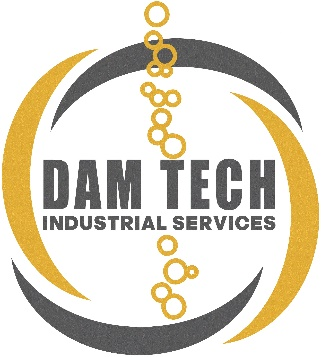 DAM TECH
INDUSTRIAL SERVICES